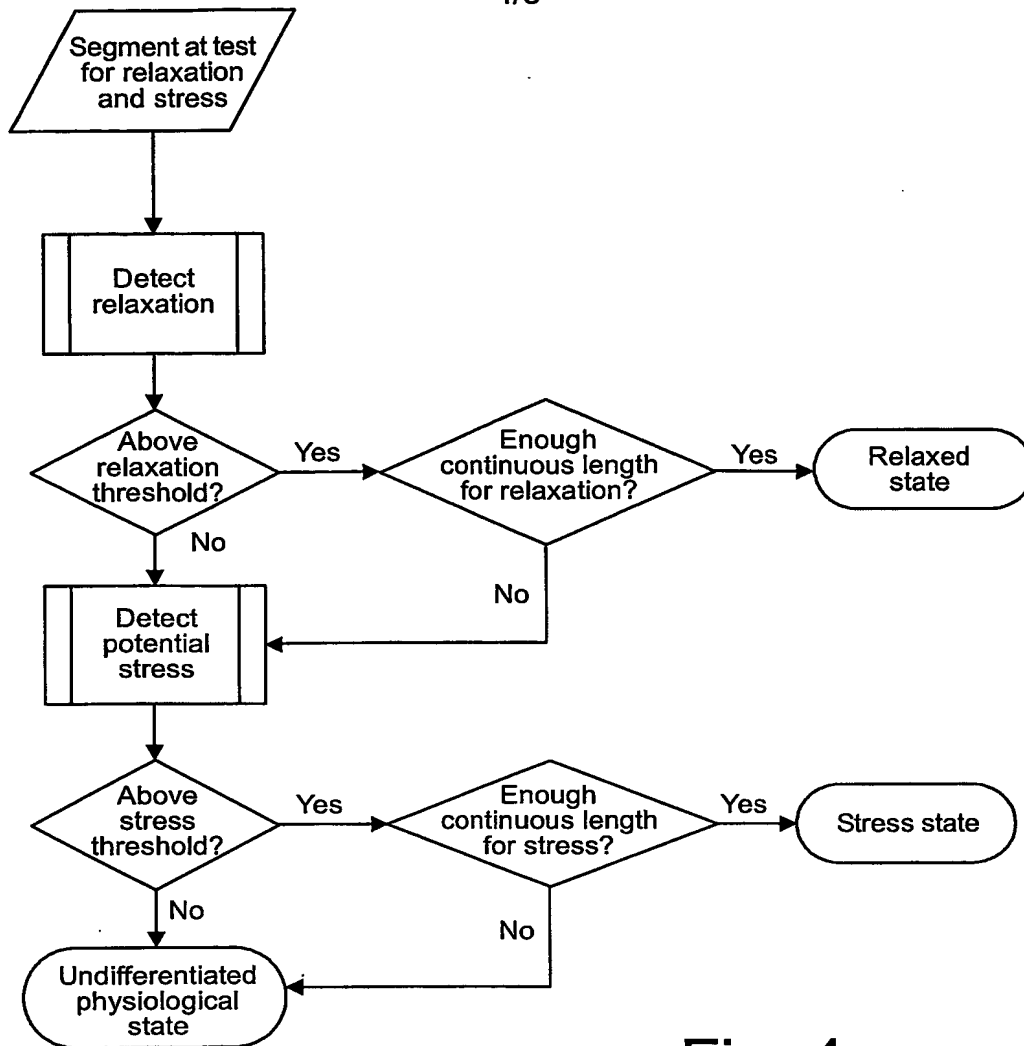 Segment at test
for relaxation
and stress
Detect
relaxation
Above
relaxation
threshold?
Yes
Enough
continuous length
for relaxation?
Yes
Relaxed
state
No
No
Detect
potential
stress
Above
stress
threshold?
Yes
Enough
continuous length
for stress?
Yes
Stress state
No
No
Undifferentiated
physiological
state